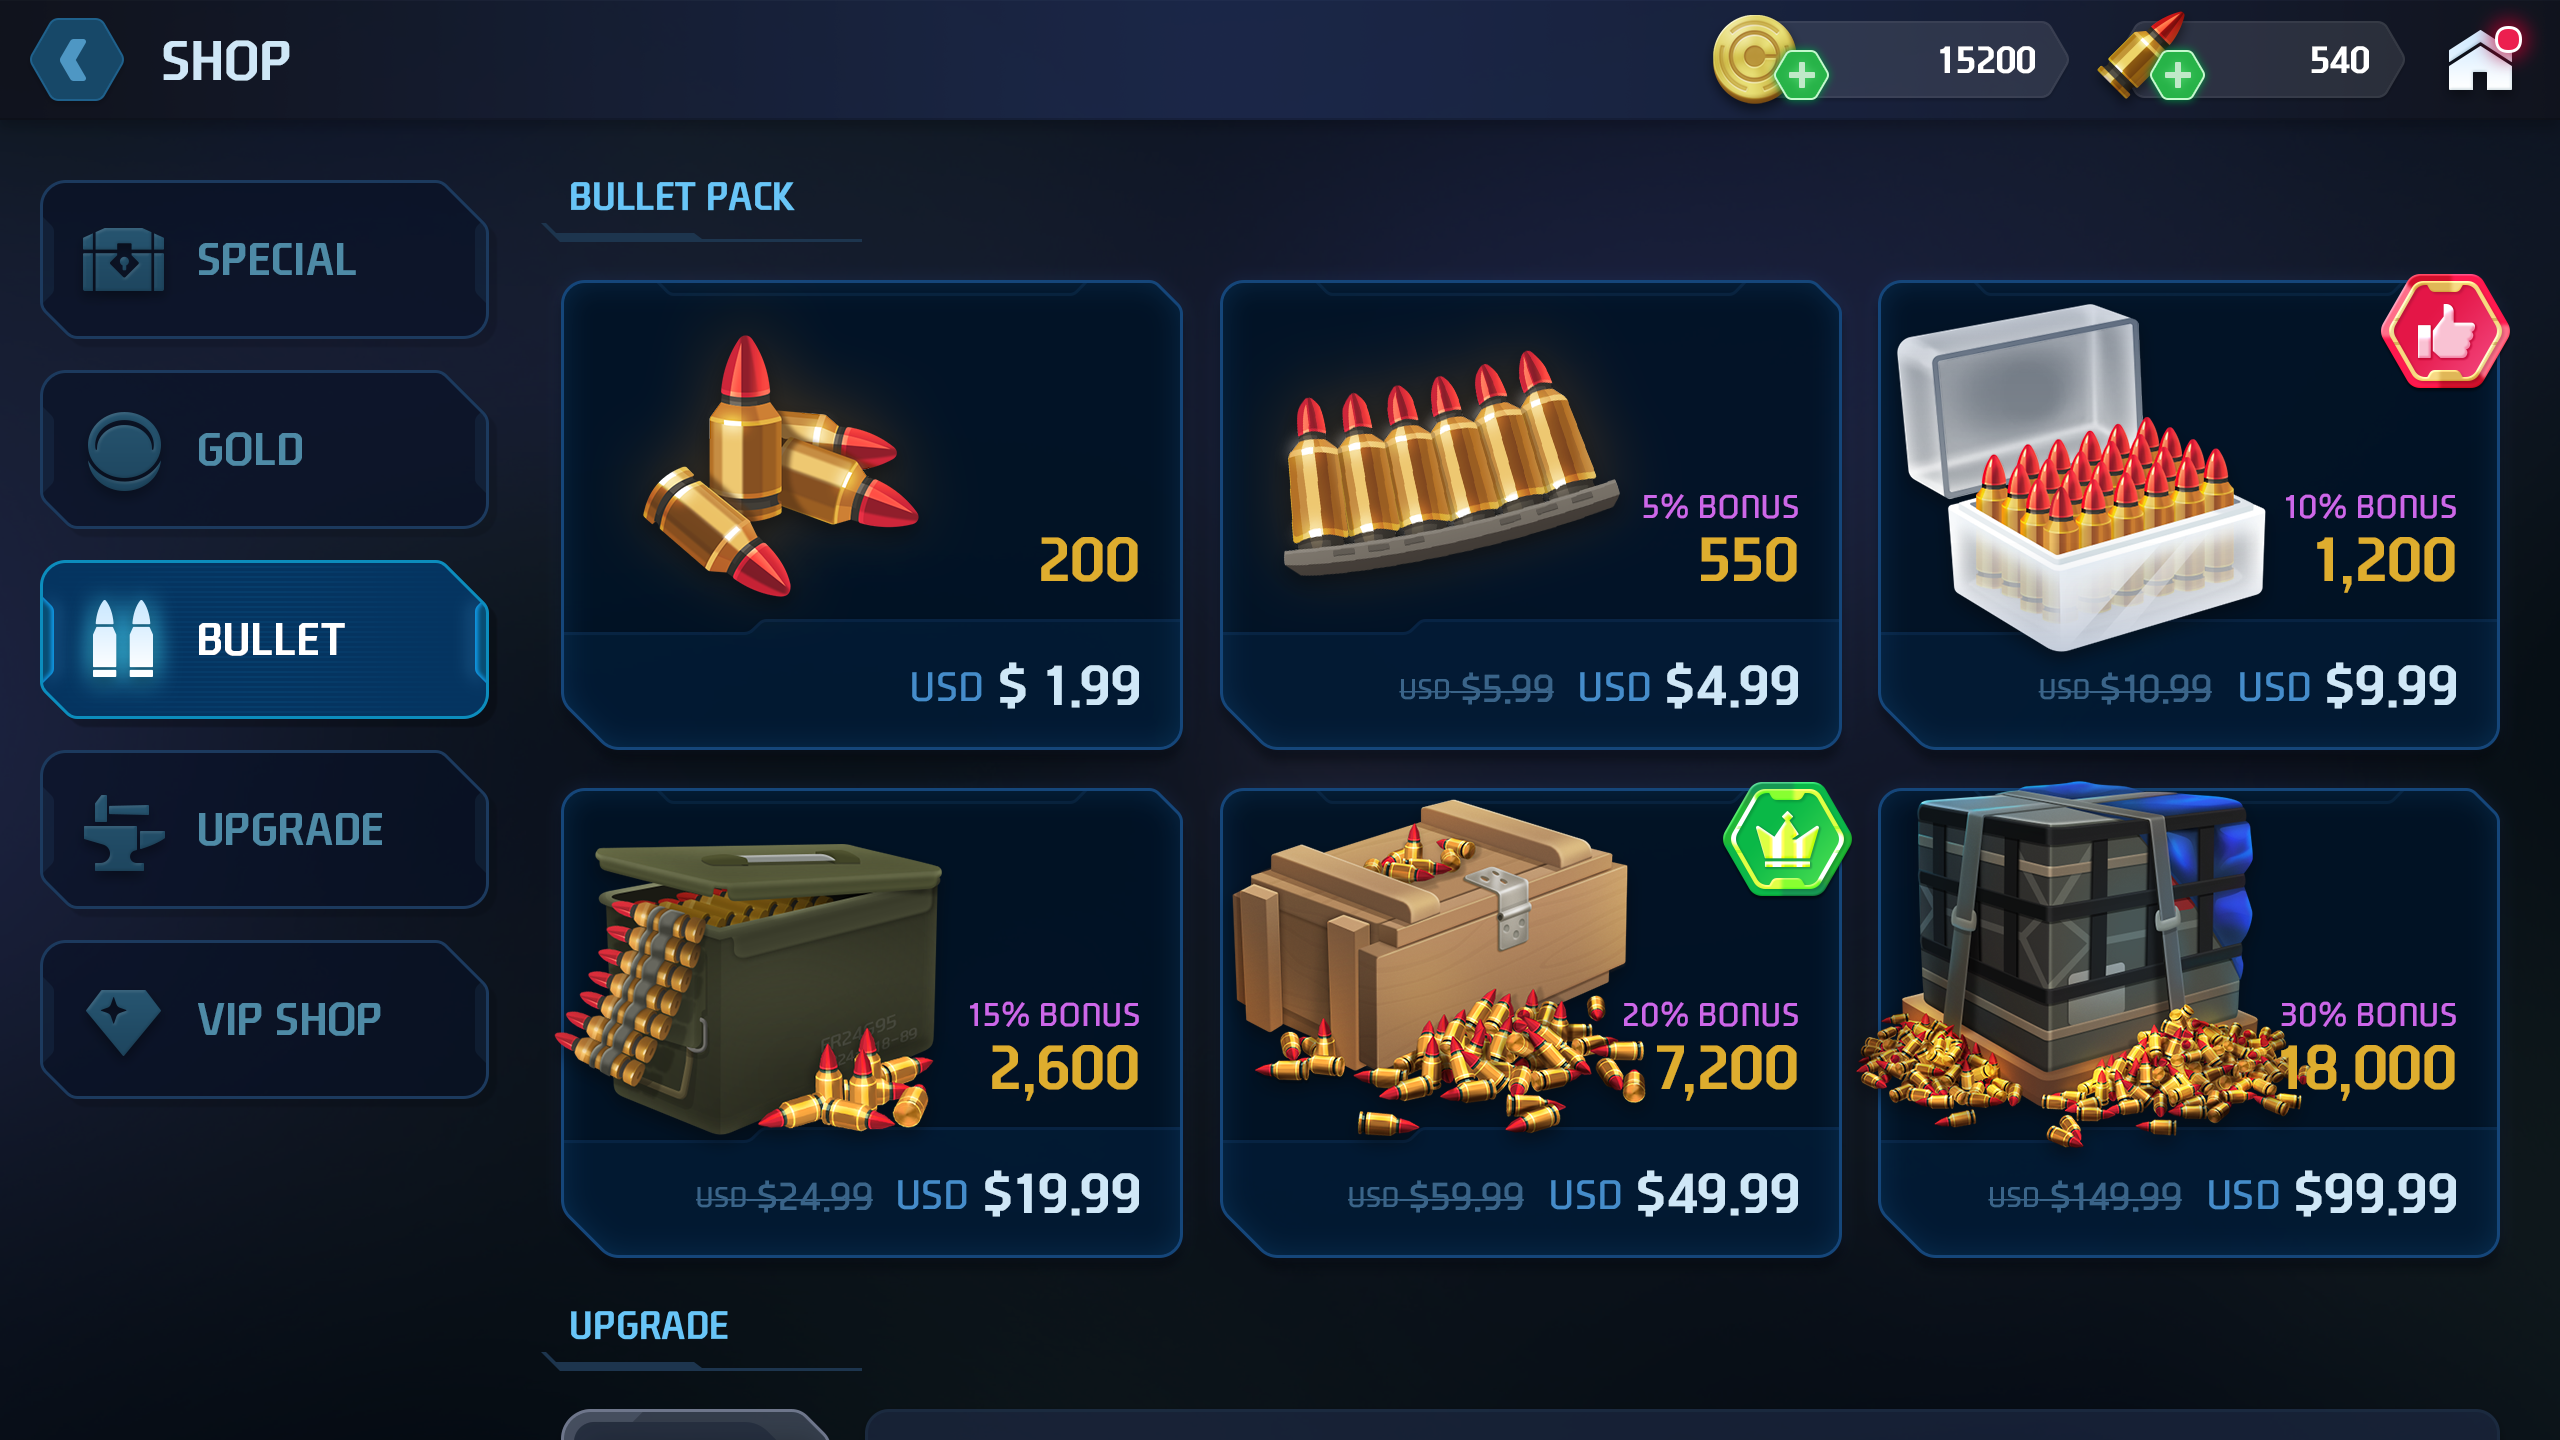 SHOP
15200
540
SPECIAL
GOLD
BULLET
UPGRADE
VIP SHOP
BULLET PACK
200
USD $ 1.99
5% BONUS
550
USD $5.99 USD $4.99
10% BONUS
1,200
USD $10.99 USD $9.99
15% BONUS
2,600
USD $24.99 USD $19.99
20% BONUS
7,200
USD $59.99 USD $49.99
30% BONUS
18,000
USD $149.99 USD $99.99
UPGRADE